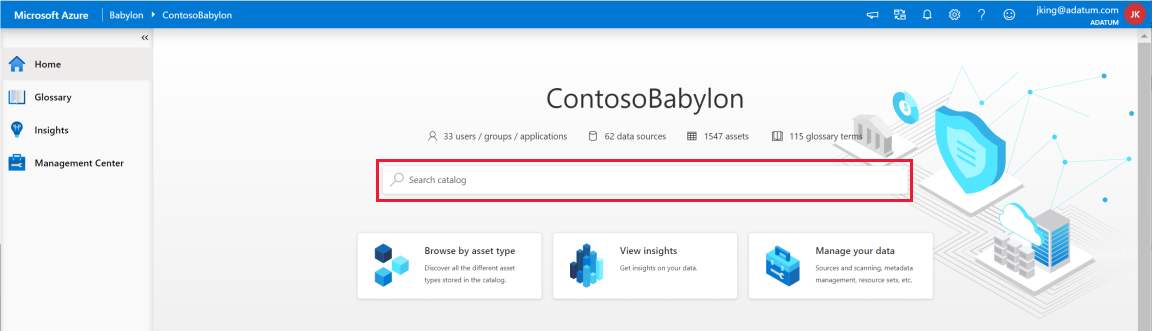 Microsoft Azure Babylon ContosoBabylon
jking@adatum.com
ADATUM
JK
«
Home
Glossary
Insights
Management Center
ContosoBabylon
33 users / groups / applications 62 data sources 1547 assets 115 glossary terms
Search catalog
Browse by asset type
Discover all the different asset
types stored in the catalog.
View insights
Get insights on your data.
Manage your data
Sources and scanning, metadata
management, resource sets, etc.